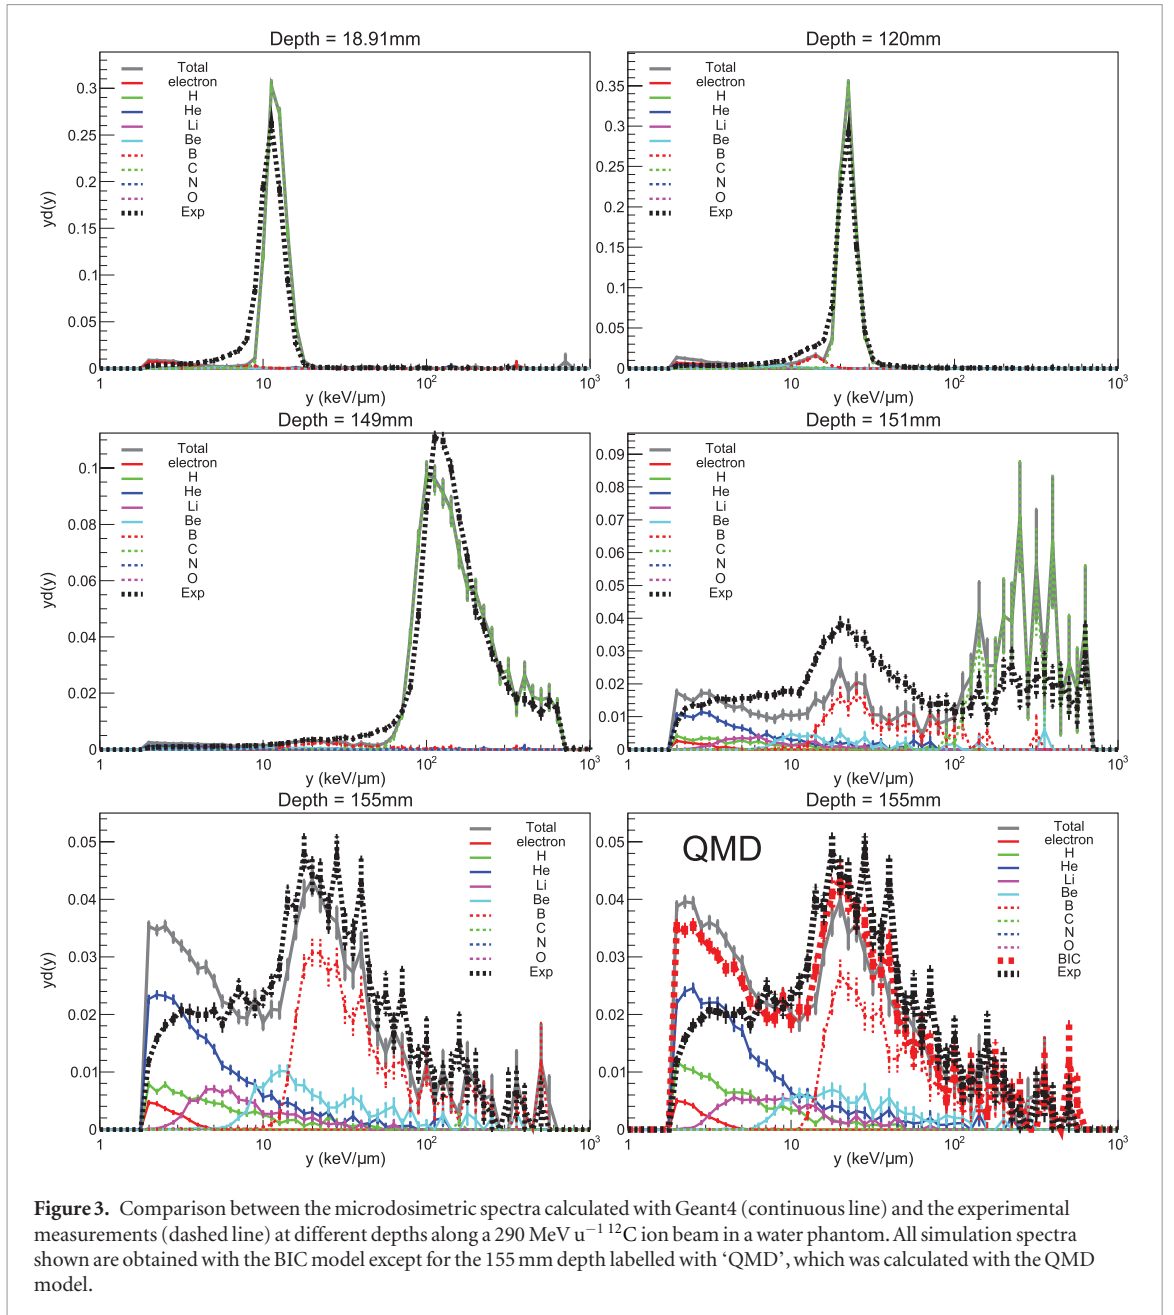 Depth = 18.91mm
Total
electron
H
He
Li
Be
B
C
N
O
Exp
yd(y)
0.3
0.25
0.2
0.15
0.1
0.05
0
1
10
10²
10³
y (keV/μm)
Depth = 120mm
Total
electron
H
He
Li
Be
B
C
N
O
Exp
0.35
0.3
0.25
0.2
0.15
0.1
0.05
0
1
10
10²
10³
y (keV/μm)
Depth = 149mm
Total
electron
H
He
Li
Be
B
C
N
O
Exp
yd(y)
0.1
0.08
0.06
0.04
0.02
0
1
10
10²
10³
y (keV/μm)
Depth = 151mm
Total
electron
H
He
Li
Be
B
C
N
O
Exp
0.09
0.08
0.07
0.06
0.05
0.04
0.03
0.02
0.01
0
1
10
10²
10³
y (keV/μm)
Depth = 155mm
Total
electron
H
He
Li
Be
B
C
N
O
Exp
yd(y)
0.05
0.04
0.03
0.02
0.01
0
1
10
10²
10³
y (keV/μm)
Depth = 155mm
QMD
Total
electron
H
He
Li
Be
B
C
N
O
BIC
Exp
0.05
0.04
0.03
0.02
0.01
0
1
10
10²
10³
y (keV/μm)
Figure 3. Comparison between the microdosimetric spectra calculated with Geant4 (continuous line) and the experimental
measurements (dashed line) at different depths along a 290 MeV u⁻¹ ¹²C ion beam in a water phantom. All simulation spectra
shown are obtained with the BIC model except for the 155 mm depth labelled with ‘QMD’, which was calculated with the QMD
model.